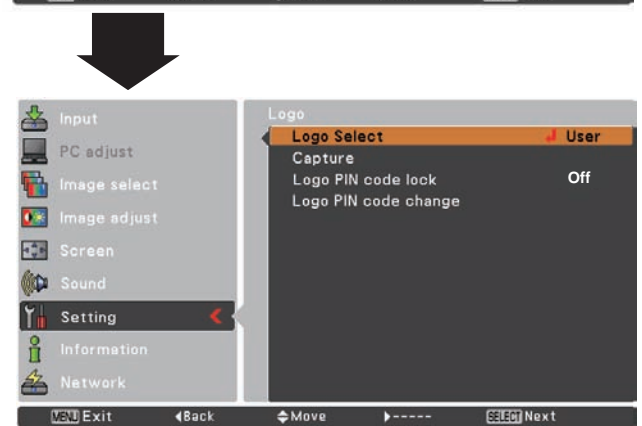 Input
PC adjust
Image select
Image adjust
Screen
Sound
Setting
Information
Network
Logo
Logo Select User
Capture
Logo PIN code lock Off
Logo PIN code change
MENU Exit Back Move ----- SELECT Next